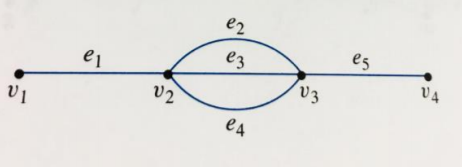 e₂
e₁ e₃ e₅
v₁ v₂ v₃ v₄
e₄